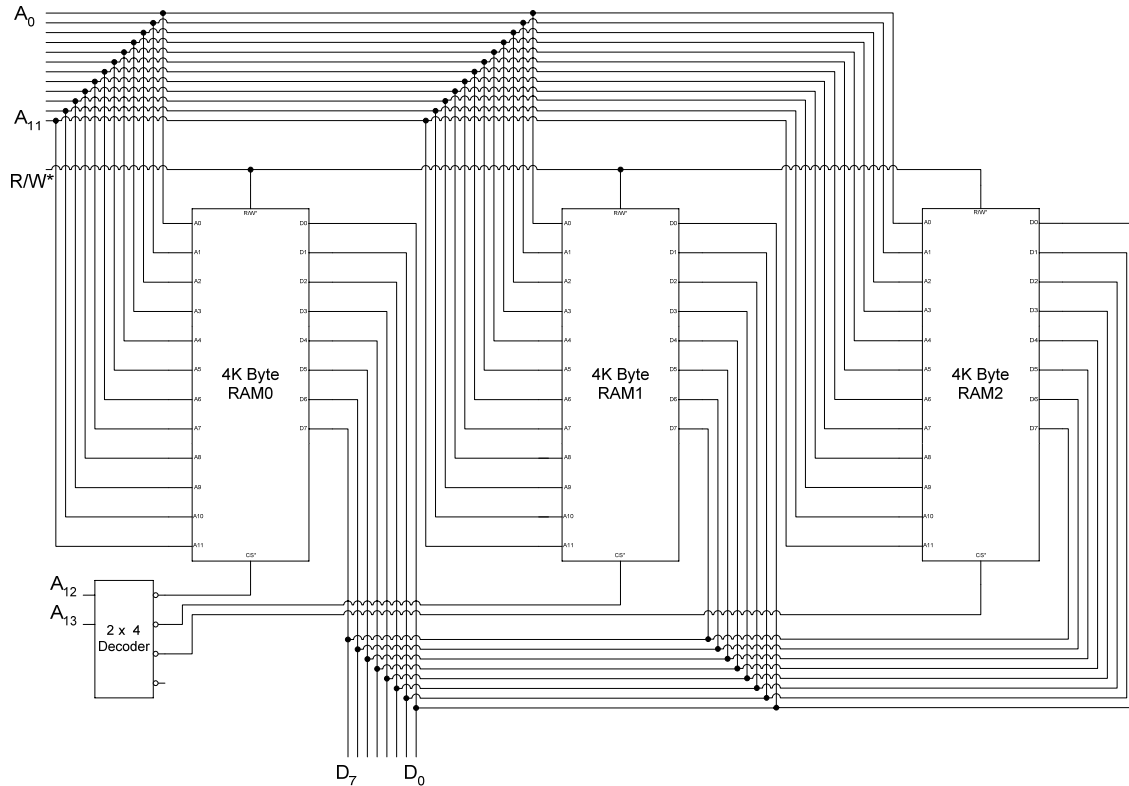 A0
A11
R/W*
R/W*
A0
A1
A2
A3
A4
A5
A6
A7
A8
A9
A10
A11
D0
D1
D2
D3
D4
D5
D6
D7
4K Byte
RAM0
CS*
R/W*
A0
A1
A2
A3
A4
A5
A6
A7
A8
A9
A10
A11
D0
D1
D2
D3
D4
D5
D6
D7
4K Byte
RAM1
CS*
R/W*
A0
A1
A2
A3
A4
A5
A6
A7
A8
A9
A10
A11
D0
D1
D2
D3
D4
D5
D6
D7
4K Byte
RAM2
CS*
A12
A13
2 x 4
Decoder
D7
D0